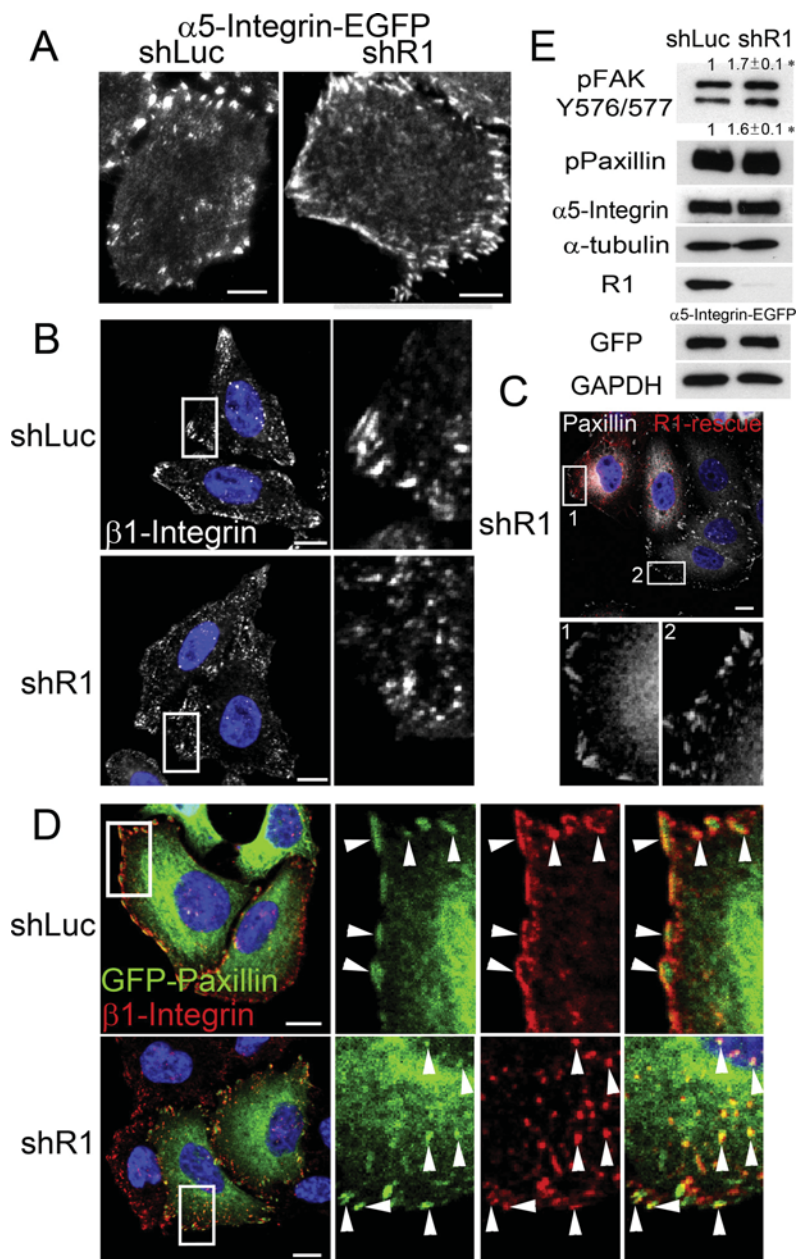 A
α5-Integrin-EGFP
shLuc shR1
B
shLuc
β1-Integrin
shR1
E
shLuc shR1
1 1.7±0.1 *
pFAK
Y576/577
1 1.6±0.1 *
pPaxillin
α5-Integrin
α-tubulin
R1
α5-Integrin-EGFP
GFP
GAPDH
C
Paxillin R1-rescue
shR1
1
2
1 2
D
shLuc
GFP-Paxillin
β1-Integrin
shR1